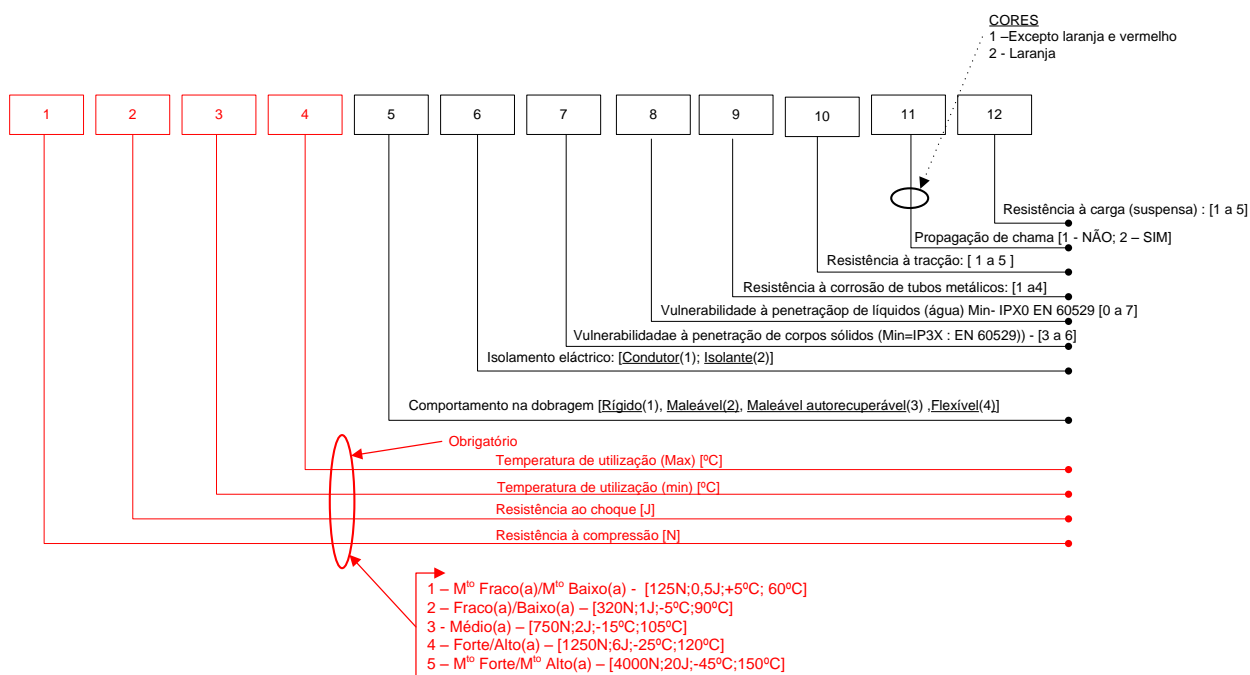 CORES
1 –Excepto laranja e vermelho
2 - Laranja
1 2 3 4 5 6 7 8 9 10 11 12
Resistência à carga (suspensa) : [1 a 5]
Propagação de chama [1 - NÃO; 2 – SIM]
Resistência à tracção: [ 1 a 5 ]
Resistência à corrosão de tubos metálicos: [1 a4]
Vulnerabilidade à penetraçãop de líquidos (água) Min- IPX0 EN 60529 [0 a 7]
Vulnerabilidadae à penetração de corpos sólidos (Min=IP3X : EN 60529)) - [3 a 6]
Isolamento eláctrico: [Condutor(1); Isolante(2)]
Comportamento na dobragem [Rígido(1), Maleável(2), Maleável autorecuperável(3) ,Flexível(4)]
Obrigatório
Temperatura de utilização (Max) [ºC]
Temperatura de utilização (min) [ºC]
Resistência ao choque [J]
Resistência à compressão [N]
1 – Mto Fraco(a)/Mto Baixo(a) - [125N;0,5J;+5ºC; 60ºC]
2 – Fraco(a)/Baixo(a) – [320N;1J;-5ºC;90ºC]
3 - Médio(a) – [750N;2J;-15ºC;105ºC]
4 – Forte/Alto(a) – [1250N;6J;-25ºC;120ºC]
5 – Mto Forte/Mto Alto(a) – [4000N;20J;-45ºC;150ºC]